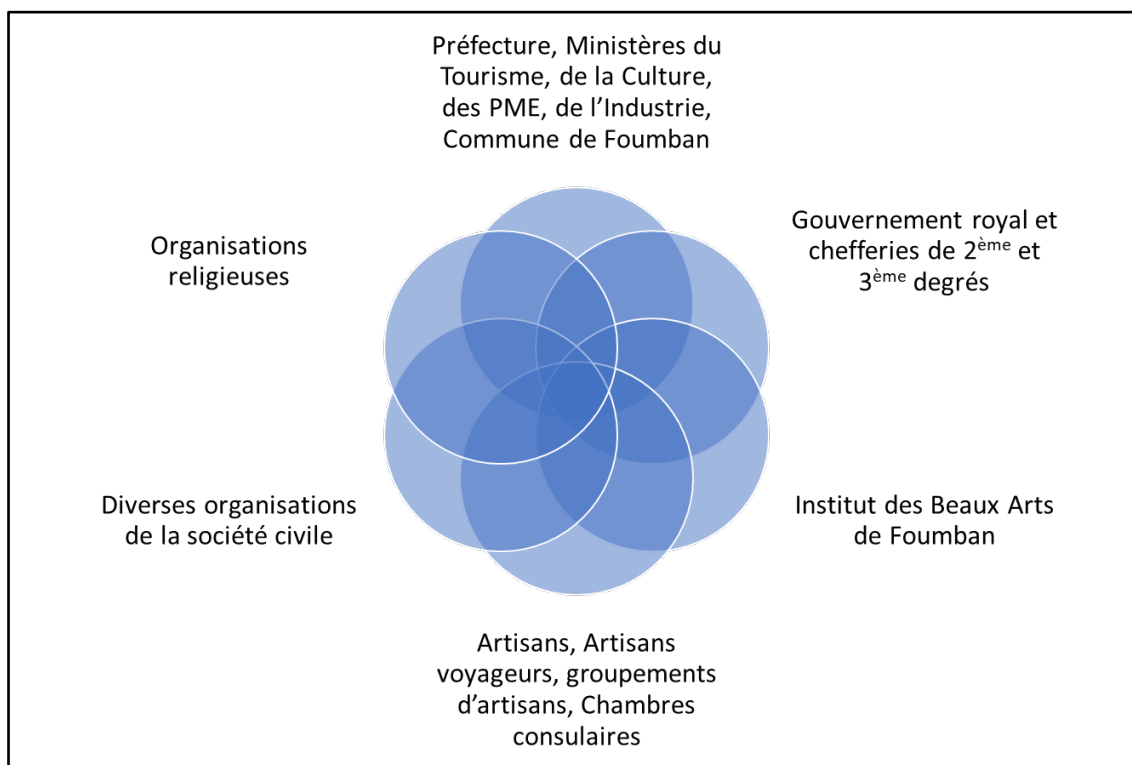 Préfecture, Ministères du
Tourisme, de la Culture,
des PME, de l'Industrie,
Commune de Foumban
Gouvernement royal et
chefferies de 2ème et
3ème degrés
Institut des Beaux Arts
de Foumban
Artisans, Artisans
voyageurs, groupements
d'artisans, Chambres
consulaires
Diverses organisations
de la société civile
Organisations
religieuses